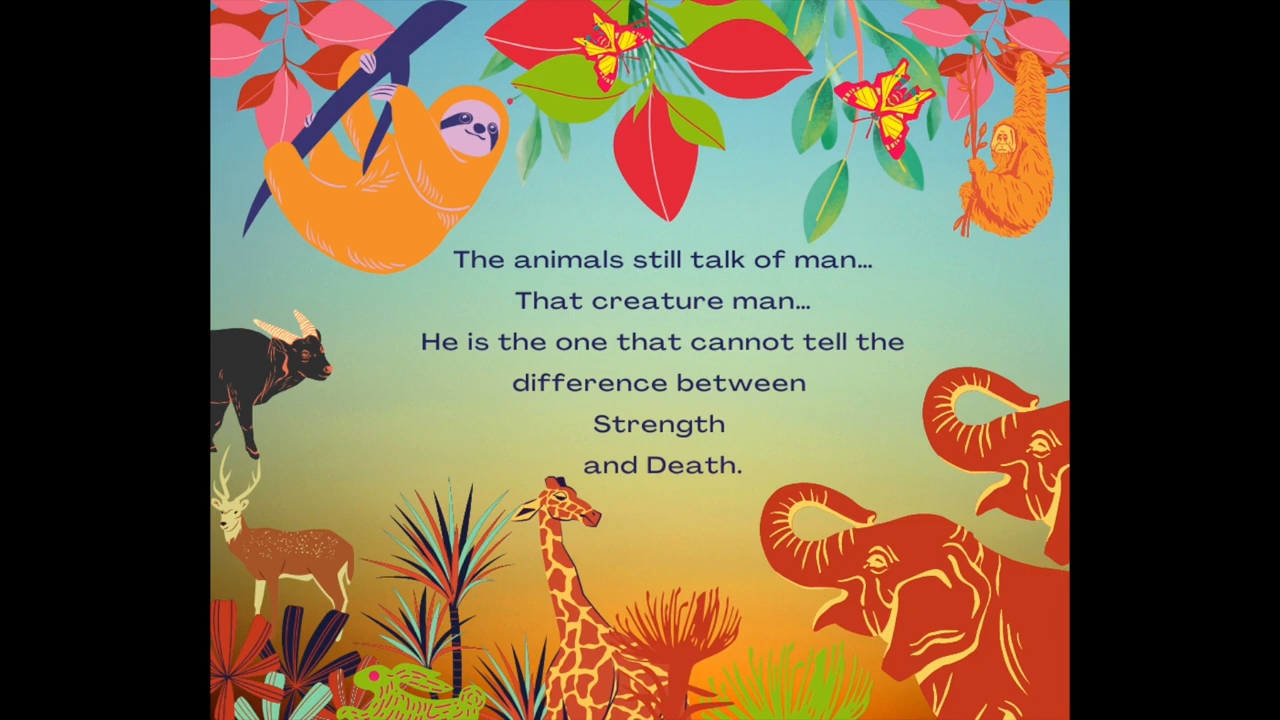 The animals still talk of man...
That creature man...
He is the one that cannot tell the
difference between
Strength
and Death.